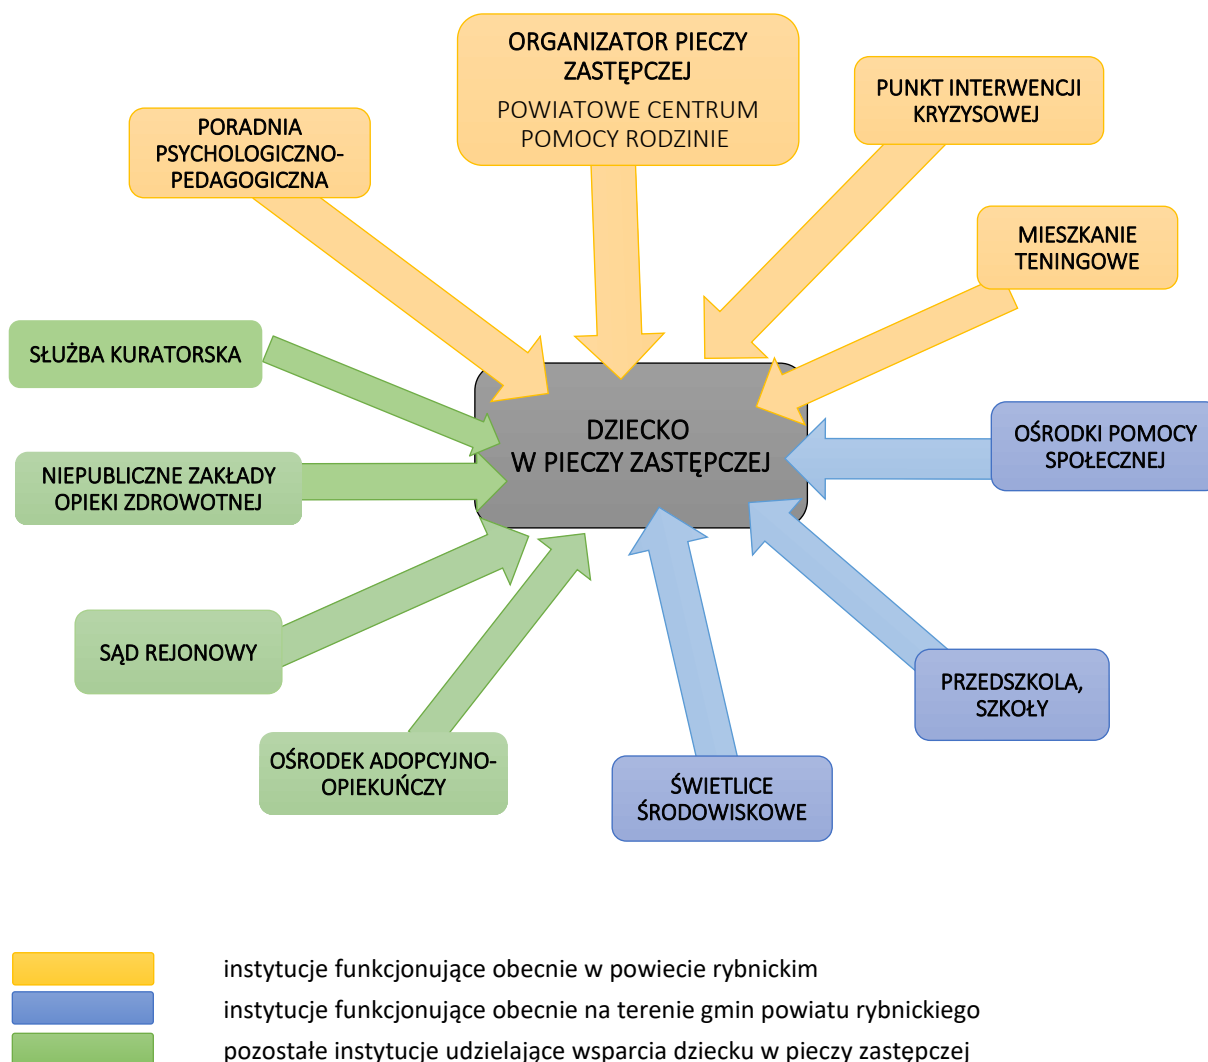 ORGANIZATOR PIECZY
ZASTĘPCZEJ
POWIATOWE CENTRUM
POMOCY RODZINIE
PUNKT INTERWENCJI
KRYZYSOWEJ
PORADNIA
PSYCHOLOGICZNO-
PEDAGOGICZNA
MIESZKANIE
TENINGOWE
SŁUŻBA KURATORSKA
DZIECKO
W PIECZY ZASTĘPCZEJ
OŚRODKI POMOCY
SPOŁECZNEJ
NIEPUBLICZNE ZAKŁADY
OPIEKI ZDROWOTNEJ
SĄD REJONOWY
PRZEDSZKOLA,
SZKOŁY
OŚRODEK ADOPCYJNO-
OPIEKUŃCZY
ŚWIETLICE
ŚRODOWISKOWE
instytucje funkcjonujące obecnie w powiecie rybnickim
instytucje funkcjonujące obecnie na terenie gmin powiatu rybnickiego
pozostałe instytucje udzielające wsparcia dziecku w pieczy zastępczej